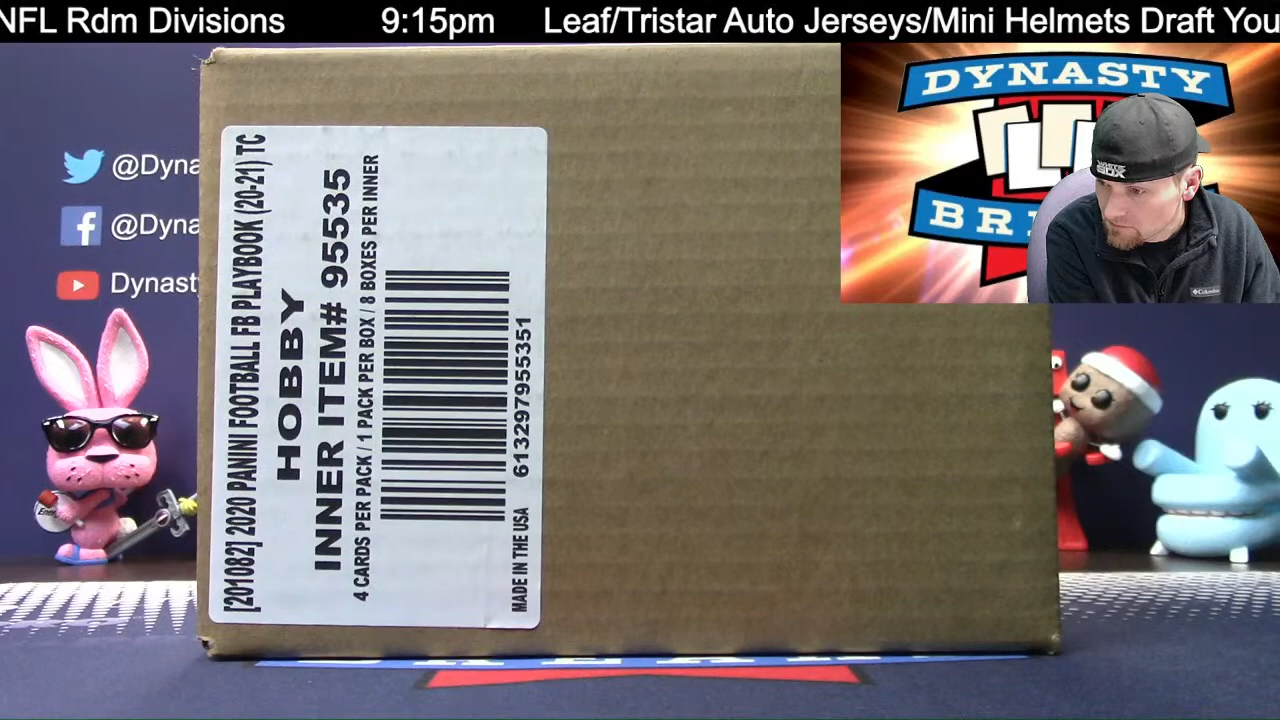 NFL Rdm Divisions 9:15pm Leaf/Tristar Auto Jerseys/Mini Helmets Draft You
@Dyna
@Dyna
Dynast
[201082] 2020 PANINI FOOTBALL FB PLAYBOOK (20-21) TC
HOBBY
INNER ITEM# 95535
4 CARDS PER PACK / 1 PACK PER BOX / 8 BOXES PER INNER
613297955351
MADE IN THE USA
DYNASTY
BR
WHITE
SOX
Columbia